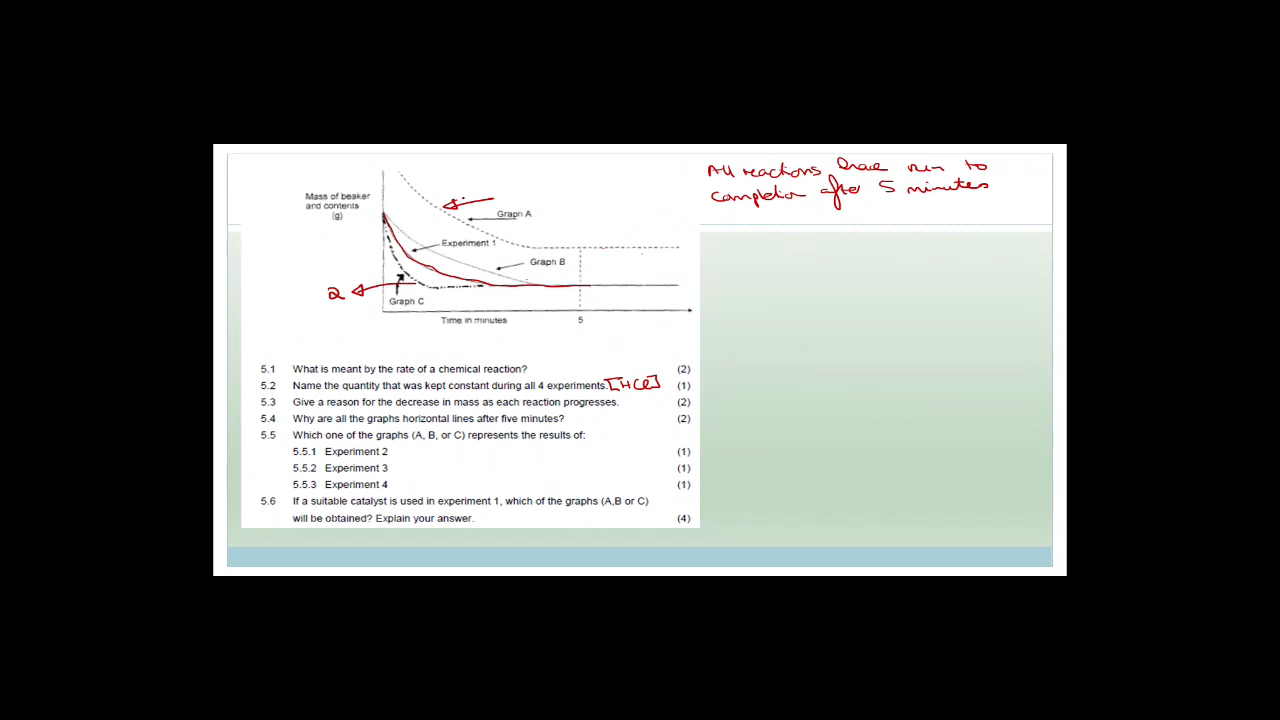 All reactions have run to
completion after 5 minutes
Mass of beaker
and contents
(g)
Graph A
Experiment 1
Graph B
2
Graph C
Time in minutes
5
5.1 What is meant by the rate of a chemical reaction? (2)
5.2 Name the quantity that was kept constant during all 4 experiments. [HCl] (1)
5.3 Give a reason for the decrease in mass as each reaction progresses. (2)
5.4 Why are all the graphs horizontal lines after five minutes? (2)
5.5 Which one of the graphs (A, B, or C) represents the results of:
5.5.1 Experiment 2 (1)
5.5.2 Experiment 3 (1)
5.5.3 Experiment 4 (1)
5.6 If a suitable catalyst is used in experiment 1, which of the graphs (A,B or C)
will be obtained? Explain your answer. (4)